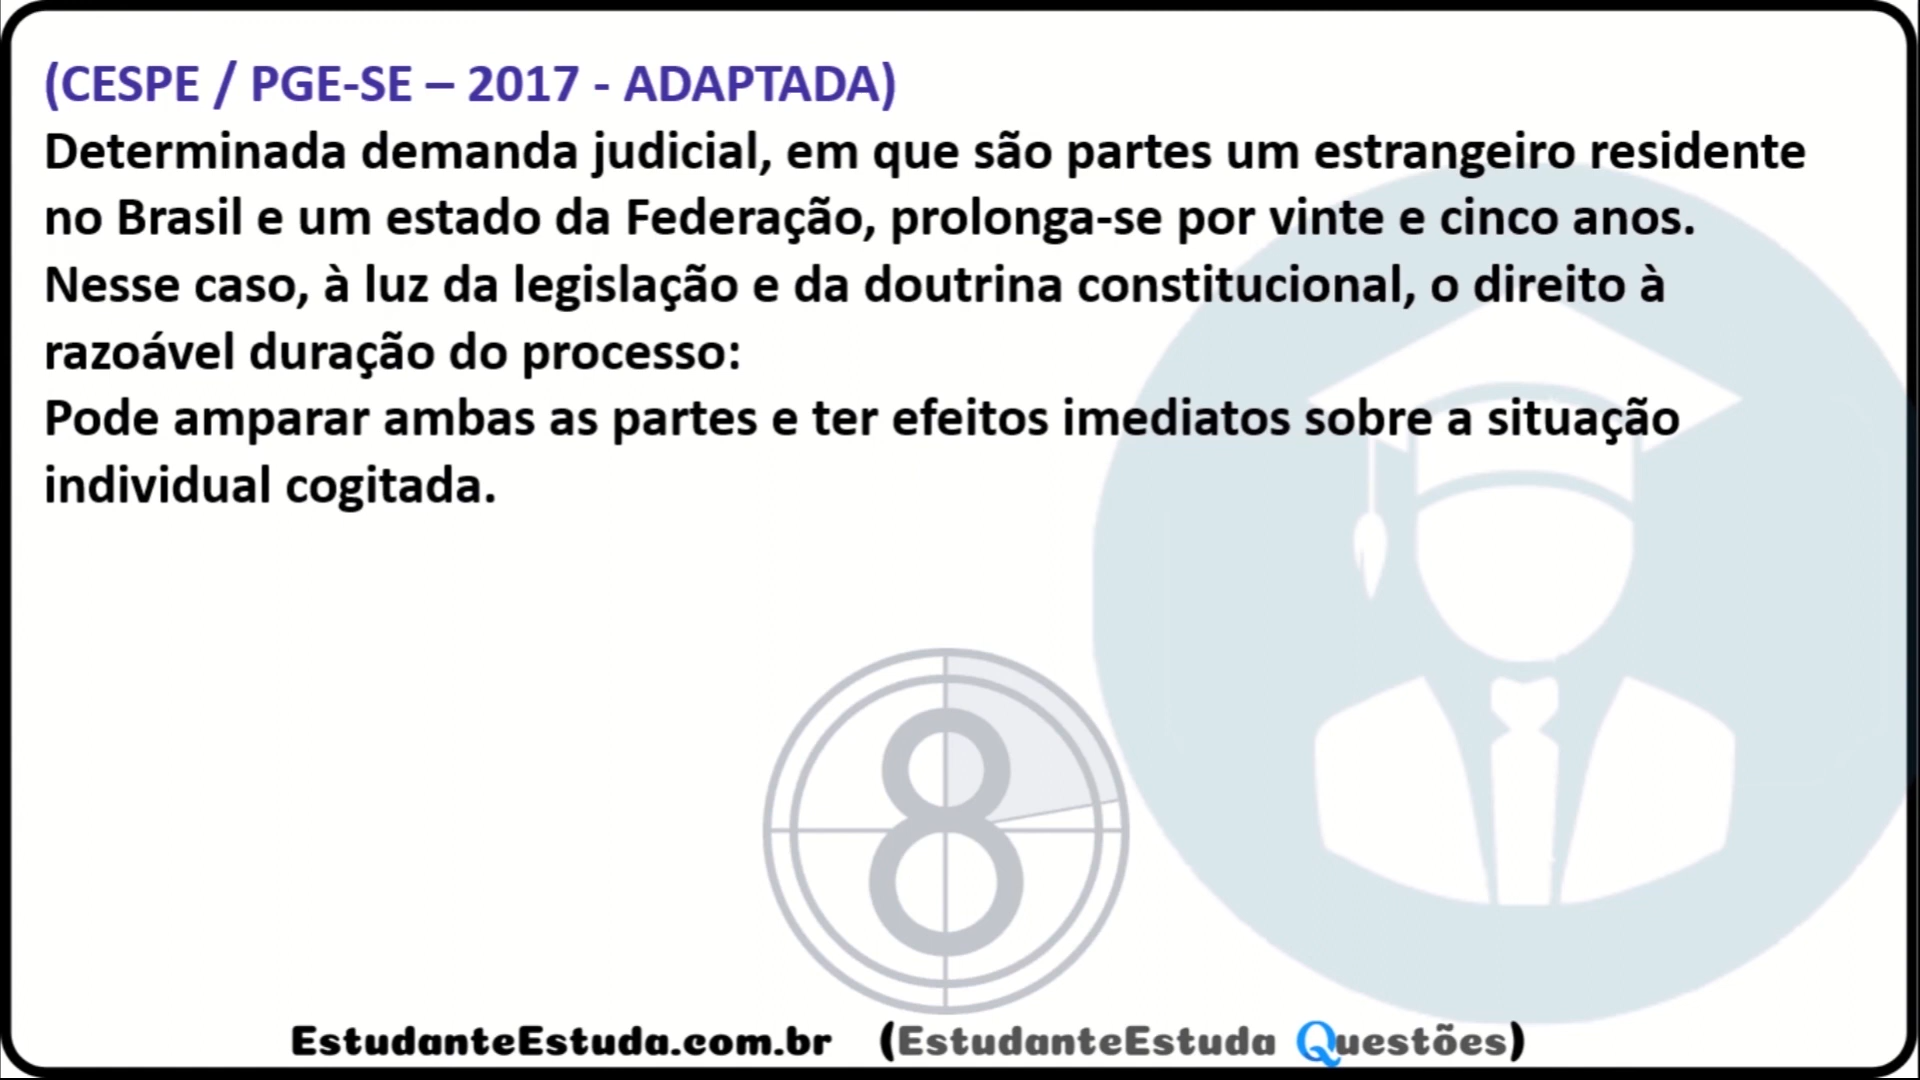 (CESPE / PGE-SE – 2017 - ADAPTADA)
Determinada demanda judicial, em que são partes um estrangeiro residente
no Brasil e um estado da Federação, prolonga-se por vinte e cinco anos.
Nesse caso, à luz da legislação e da doutrina constitucional, o direito à
razoável duração do processo:
Pode amparar ambas as partes e ter efeitos imediatos sobre a situação
individual cogitada.
8
EstudanteEstuda.com.br (EstudanteEstuda Questões)